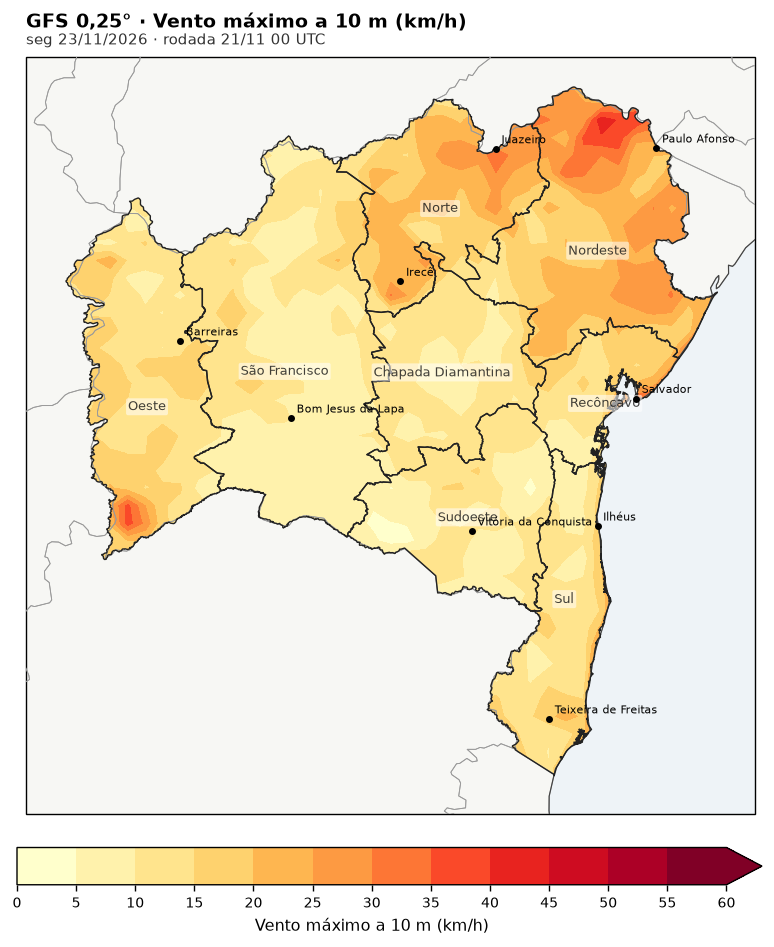 GFS 0,25° · Vento máximo a 10 m (km/h)
seg 23/11/2026 · rodada 21/11 00 UTC
Juazeiro
Paulo Afonso
Norte
Nordeste
Irecê
Barreiras
São Francisco
Chapada Diamantina
Salvador
Oeste
Recôncavo
Bom Jesus da Lapa
Sudoeste
Vitória da Conquista
Ilhéus
Sul
Teixeira de Freitas
0 5 10 15 20 25 30 35 40 45 50 55 60
Vento máximo a 10 m (km/h)